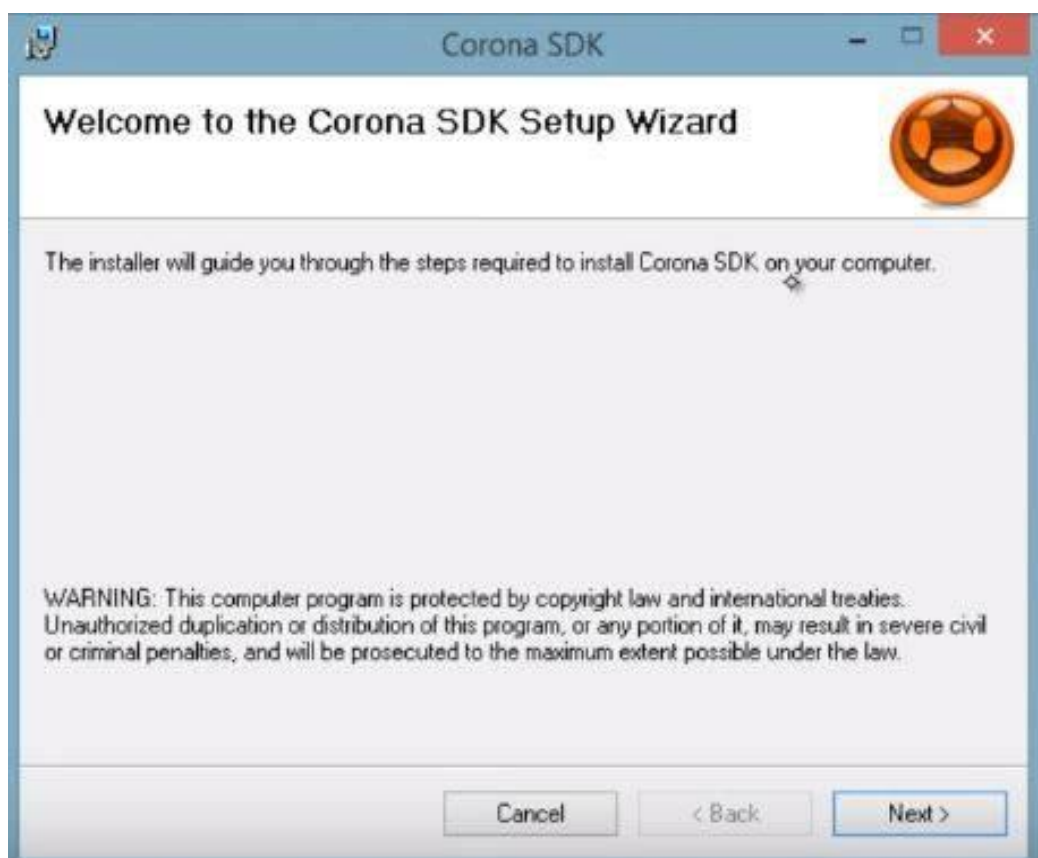 Corona SDK
Welcome to the Corona SDK Setup Wizard
The installer will guide you through the steps required to install Corona SDK on your computer.
WARNING: This computer program is protected by copyright law and international treaties.
Unauthorized duplication or distribution of this program, or any portion of it, may result in severe civil
or criminal penalties, and will be prosecuted to the maximum extent possible under the law.
Cancel < Back Next >